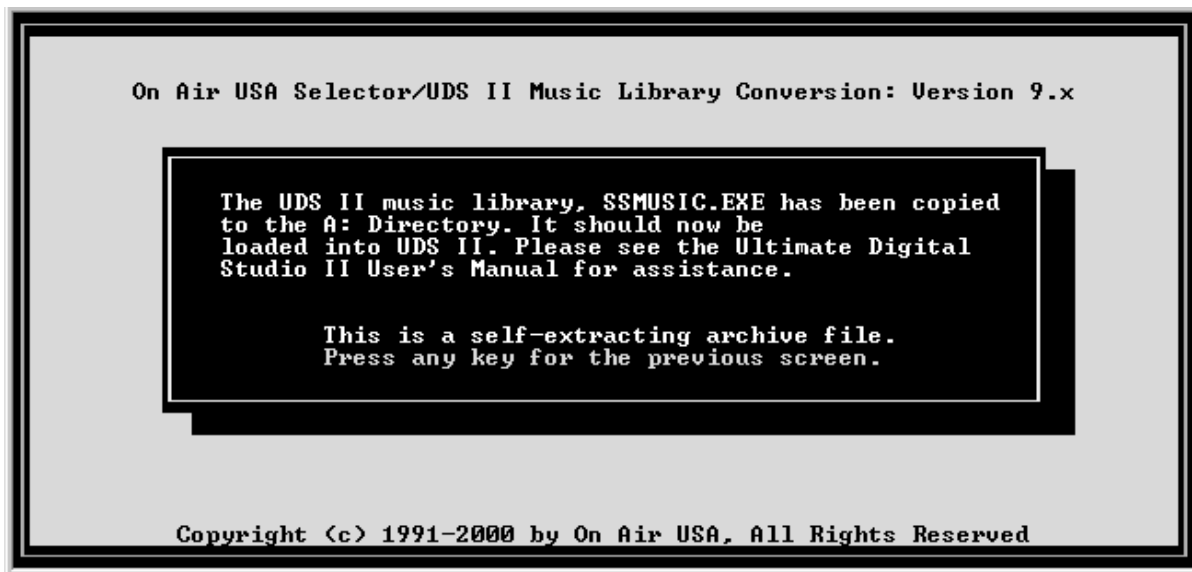 On Air USA Selector/UDS II Music Library Conversion: Version 9.x
The UDS II music library, SSMUSIC.EXE has been copied
to the A: Directory. It should now be
loaded into UDS II. Please see the Ultimate Digital
Studio II User's Manual for assistance.
This is a self-extracting archive file.
Press any key for the previous screen.
Copyright (c) 1991-2000 by On Air USA, All Rights Reserved